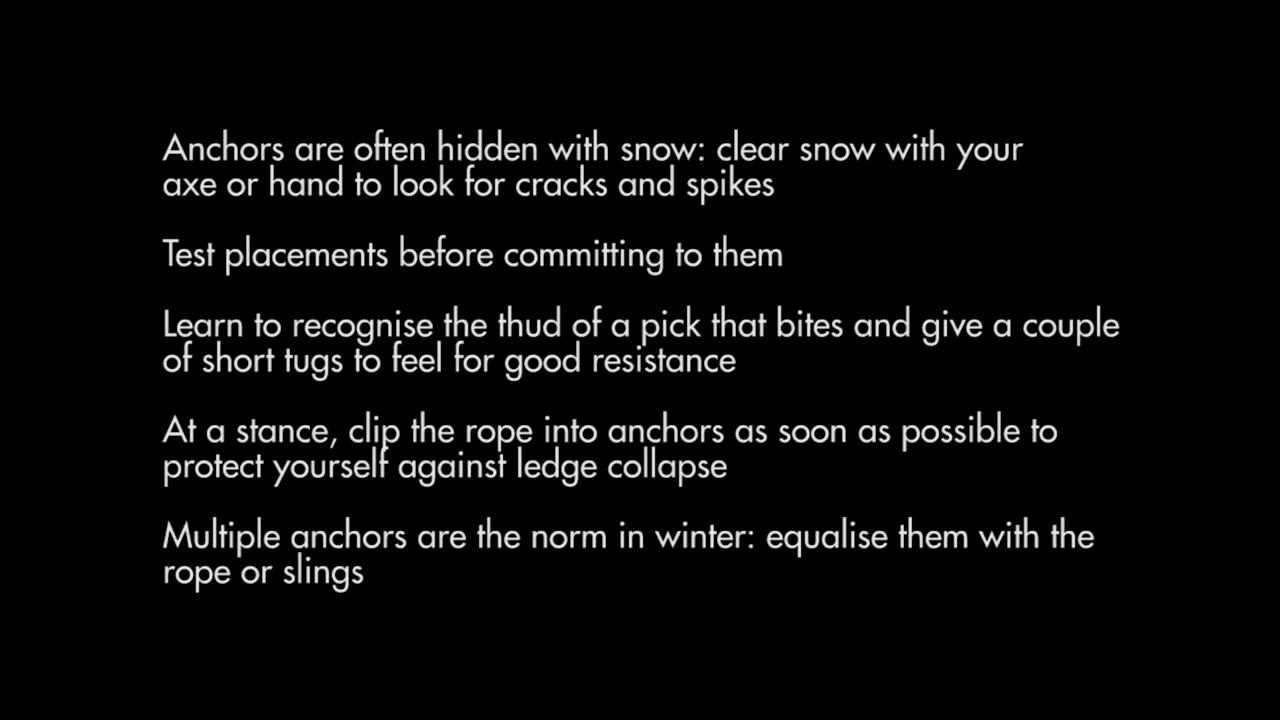 Anchors are often hidden with snow: clear snow with your
axe or hand to look for cracks and spikes
Test placements before committing to them
Learn to recognise the thud of a pick that bites and give a couple
of short tugs to feel for good resistance
At a stance, clip the rope into anchors as soon as possible to
protect yourself against ledge collapse
Multiple anchors are the norm in winter: equalise them with the
rope or slings